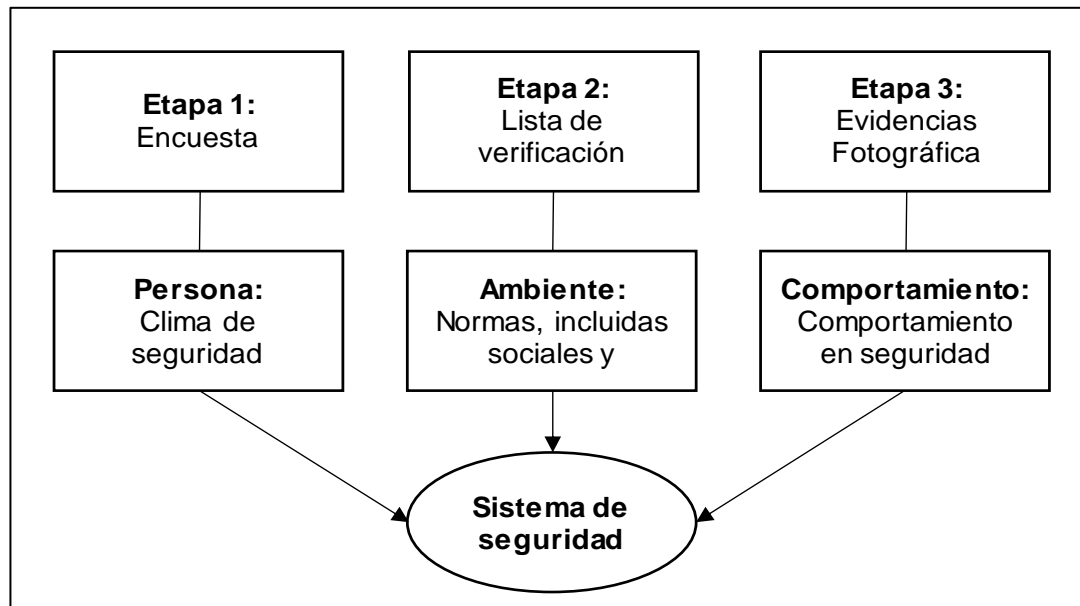 Etapa 1:
Encuesta
Etapa 2:
Lista de
verificación
Etapa 3:
Evidencias
Fotográfica
Persona:
Clima de
seguridad
Ambiente:
Normas, incluidas
sociales y
Comportamiento:
Comportamiento
en seguridad
Sistema de
seguridad